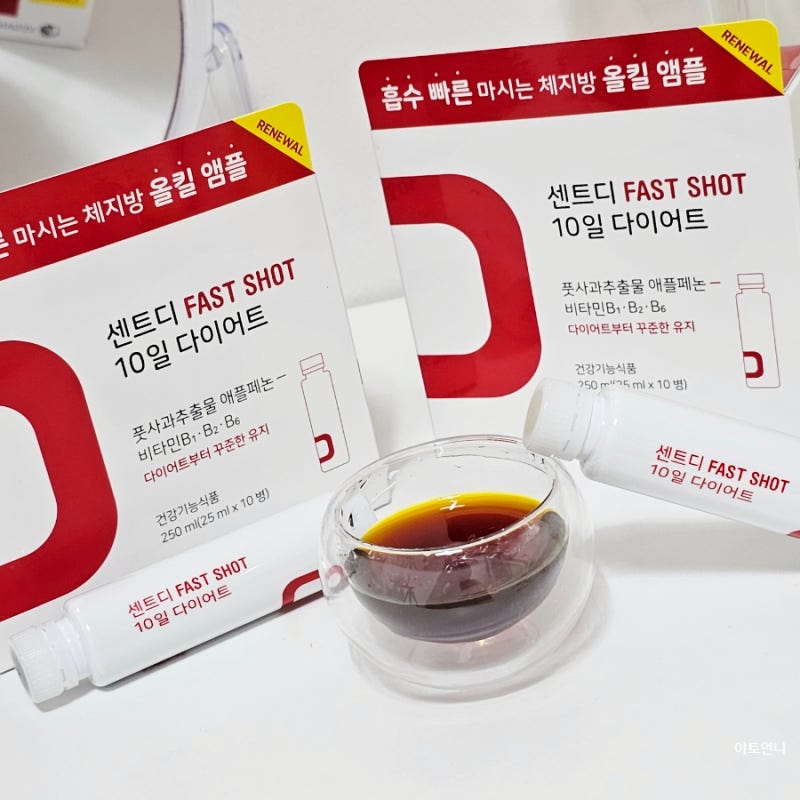 RENEWAL
른 마시는 체지방 올킬 앰플
센트디 FAST SHOT
10일 다이어트
풋사과추출물 애플페논
비타민B₁·B₂·B₆
다이어트부터 꾸준한 유지
건강기능식품
250 ml(25 ml x 10 병)
센트디 FAST SHOT
10일 다이어트
RENEWAL
흡수 빠른 마시는 체지방 올킬 앰플
센트디 FAST SHOT
10일 다이어트
풋사과추출물 애플페논
비타민B₁·B₂·B₆
다이어트부터 꾸준한 유지
건강기능식품
250 ml(25 ml x 10 병)
센트디 FAST SHOT
10일 다이어트
야토언니